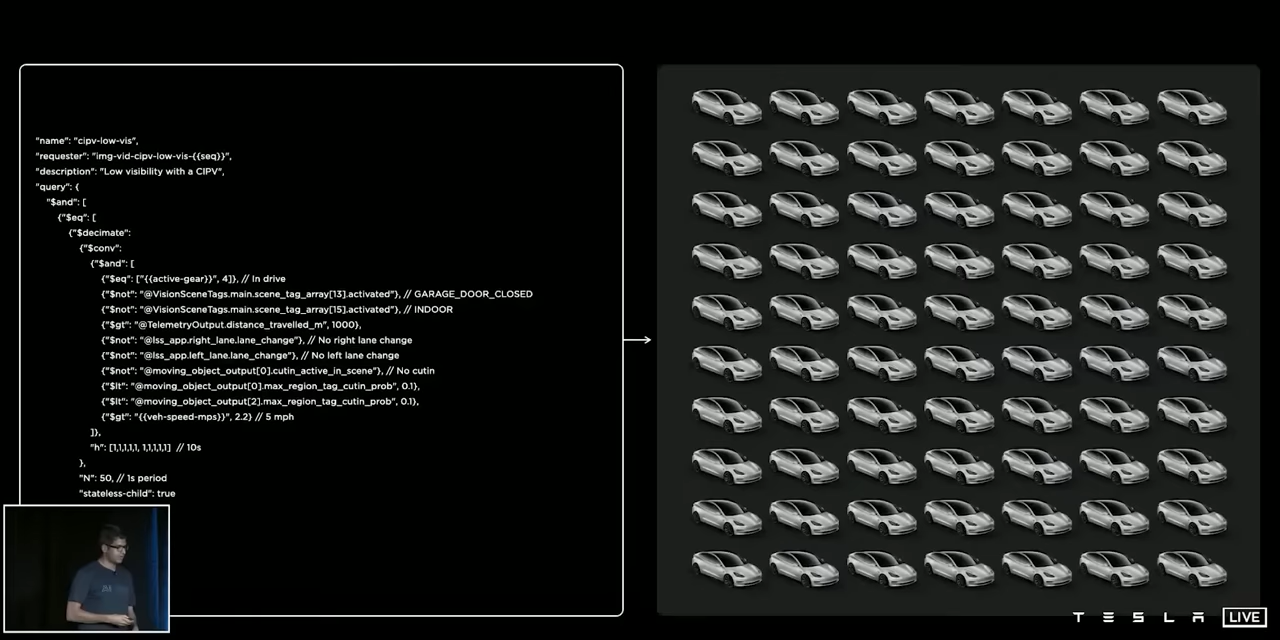 "name": "cipv-low-vis",
"requester": "img-vid-cipv-low-vis-{{seq}}",
"description": "Low visibility with a CIPV",
"query": {
"$and": [
{"$eq": [
{"$decimate":
{"$conv":
{"$and": [
{"$eq": ["{{active-gear}}", 4]}, // In drive
{"$not": "@VisionSceneTags.main.scene_tag_array[13].activated"}, // GARAGE_DOOR_CLOSED
{"$not": "@VisionSceneTags.main.scene_tag_array[15].activated"}, // INDOOR
{"$gt": "@TelemetryOutput.distance_travelled_m", 1000},
{"$not": "@lss_app.right_lane.lane_change"}, // No right lane change
{"$not": "@lss_app.left_lane.lane_change"}, // No left lane change
{"$not": "@moving_object_output[0].cutin_active_in_scene"}, // No cutin
{"$lt": "@moving_object_output[0].max_region_tag_cutin_prob", 0.1},
{"$lt": "@moving_object_output[2].max_region_tag_cutin_prob", 0.1},
{"$gt": "{{veh-speed-mps}}", 2.2} // 5 mph
]},
"h": [1,1,1,1,1, 1,1,1,1,1] // 10s
},
"N": 50, // 1s period
"stateless-child": true
TESLA LIVE